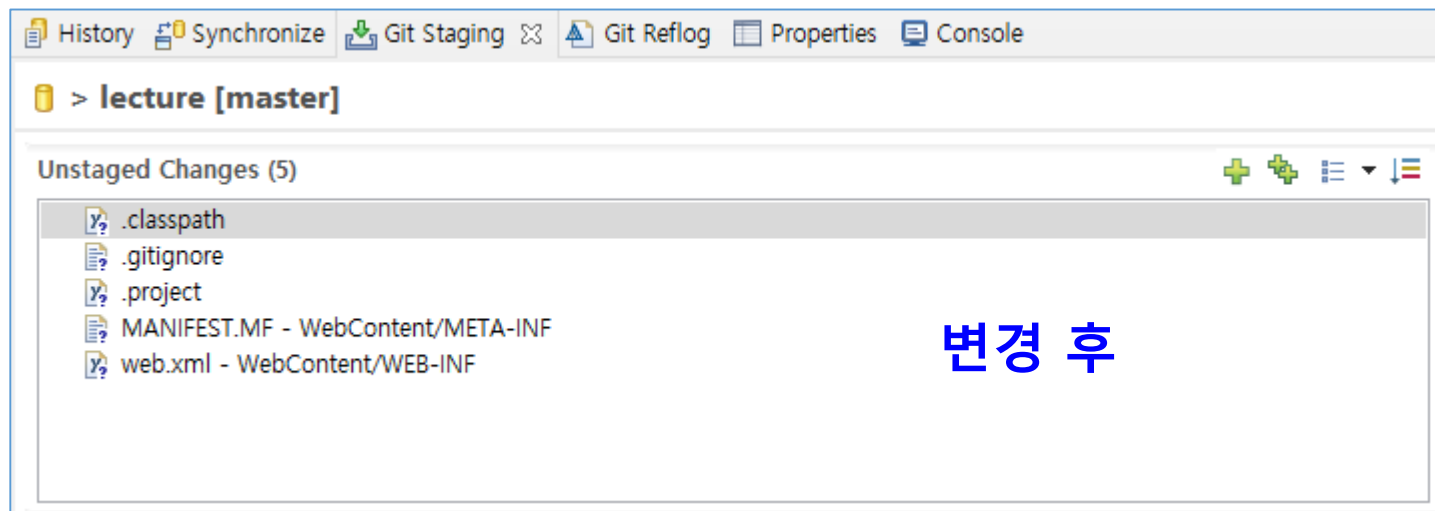 History Synchronize Git Staging Git Reflog Properties Console
> lecture [master]
Unstaged Changes (5)
.classpath
.gitignore
.project
MANIFEST.MF - WebContent/META-INF
web.xml - WebContent/WEB-INF
변경 후